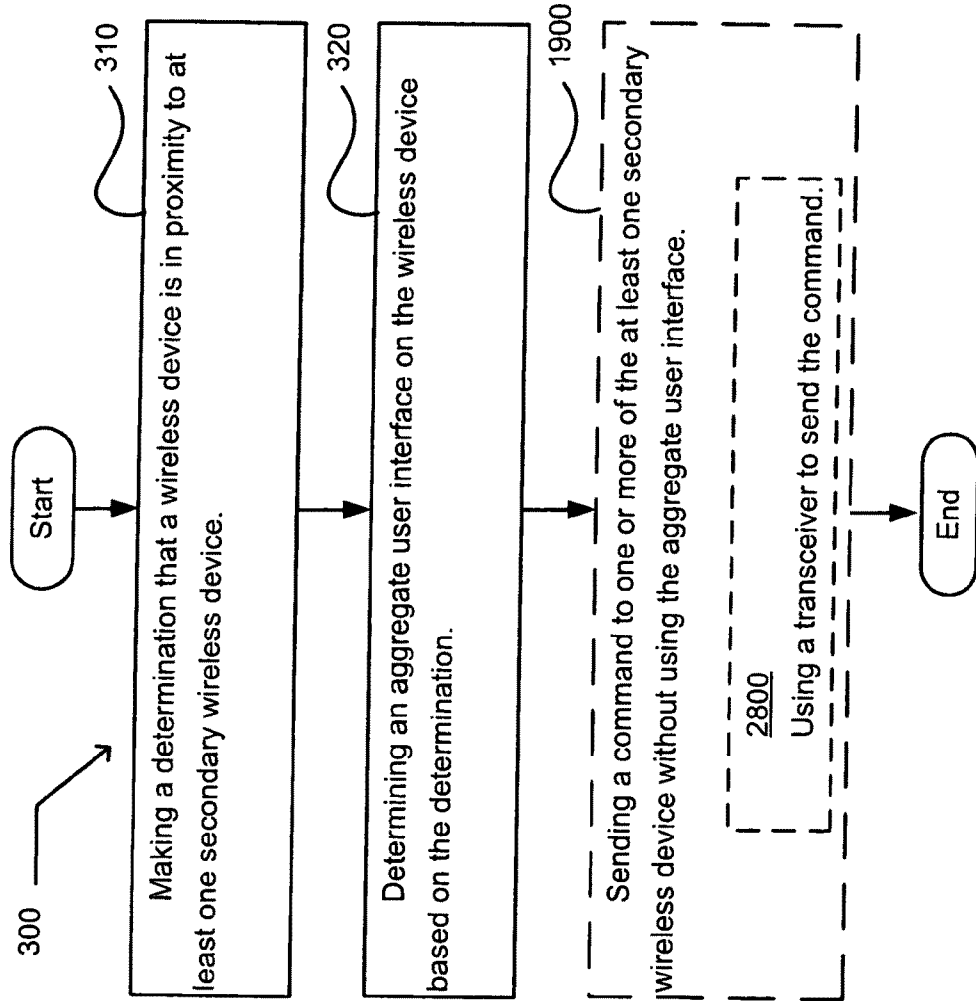 300
Start
310
Making a determination that a wireless device is in proximity to at
least one secondary wireless device.
320
Determining an aggregate user interface on the wireless device
based on the determination.
1900
Sending a command to one or more of the at least one secondary
wireless device without using the aggregate user interface.
2800
Using a transceiver to send the command.
End